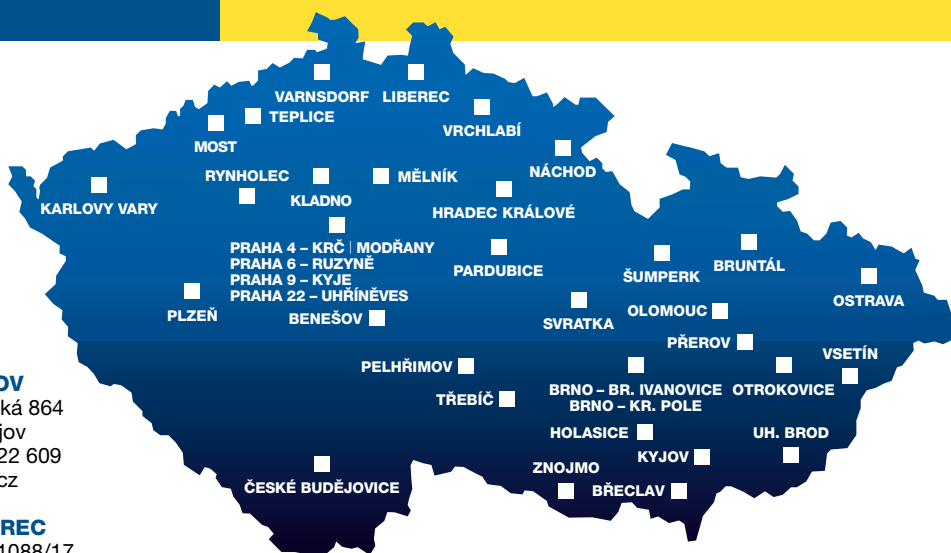 VARNSDORF
LIBEREC
TEPLICE
VRCHLABÍ
MOST
NÁCHOD
RYNHOLEC
MĚLNÍK
KLADNO
KARLOVY VARY
HRADEC KRÁLOVÉ
PRAHA 4 – KRČ | MODŘANY
PRAHA 6 – RUZYNĚ
PRAHA 9 – KYJE
PRAHA 22 – UHŘÍNĚVES
PARDUBICE
ŠUMPERK
BRUNTÁL
OSTRAVA
PLZEŇ
BENEŠOV
SVRATKA
OLOMOUC
PŘEROV
VSETÍN
PELHŘIMOV
TŘEBÍČ
BRNO – BR. IVANOVICE
BRNO – KR. POLE
OTROKOVICE
HOLASICE
UH. BROD
KYJOV
ZNOJMO
BŘECLAV
ČESKÉ BUDĚJOVICE
OV
ká 864
jov
22 609
cz
REC
1088/17